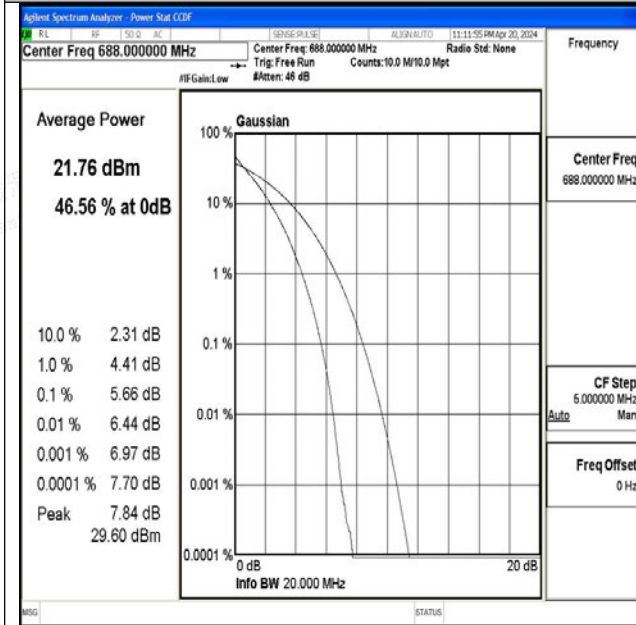 Agilent Spectrum Analyzer - Power Stat CCDF
RL RF 50 Ω AC SENSE:PULSE ALIGNAUTO 11:11:55 PM Apr 20, 2024
Center Freq 688.000000 MHz
Center Freq: 688.000000 MHz Radio Std: None
Trig: Free Run Counts:10.0 M/10.0 Mpt
#IFGain:Low #Atten: 46 dB
Frequency
Average Power
21.76 dBm
46.56 % at 0dB
10.0 % 2.31 dB
1.0 % 4.41 dB
0.1 % 5.66 dB
0.01 % 6.44 dB
0.001 % 6.97 dB
0.0001 % 7.70 dB
Peak 7.84 dB
29.60 dBm
Gaussian
100 %
10 %
1 %
0.1 %
0.01 %
0.001 %
0.0001 %
0 dB 20 dB
Info BW 20.000 MHz
Center Freq
688.000000 MHz
CF Step
5.000000 MHz
Auto Man
Freq Offset
0 Hz
MSG STATUS